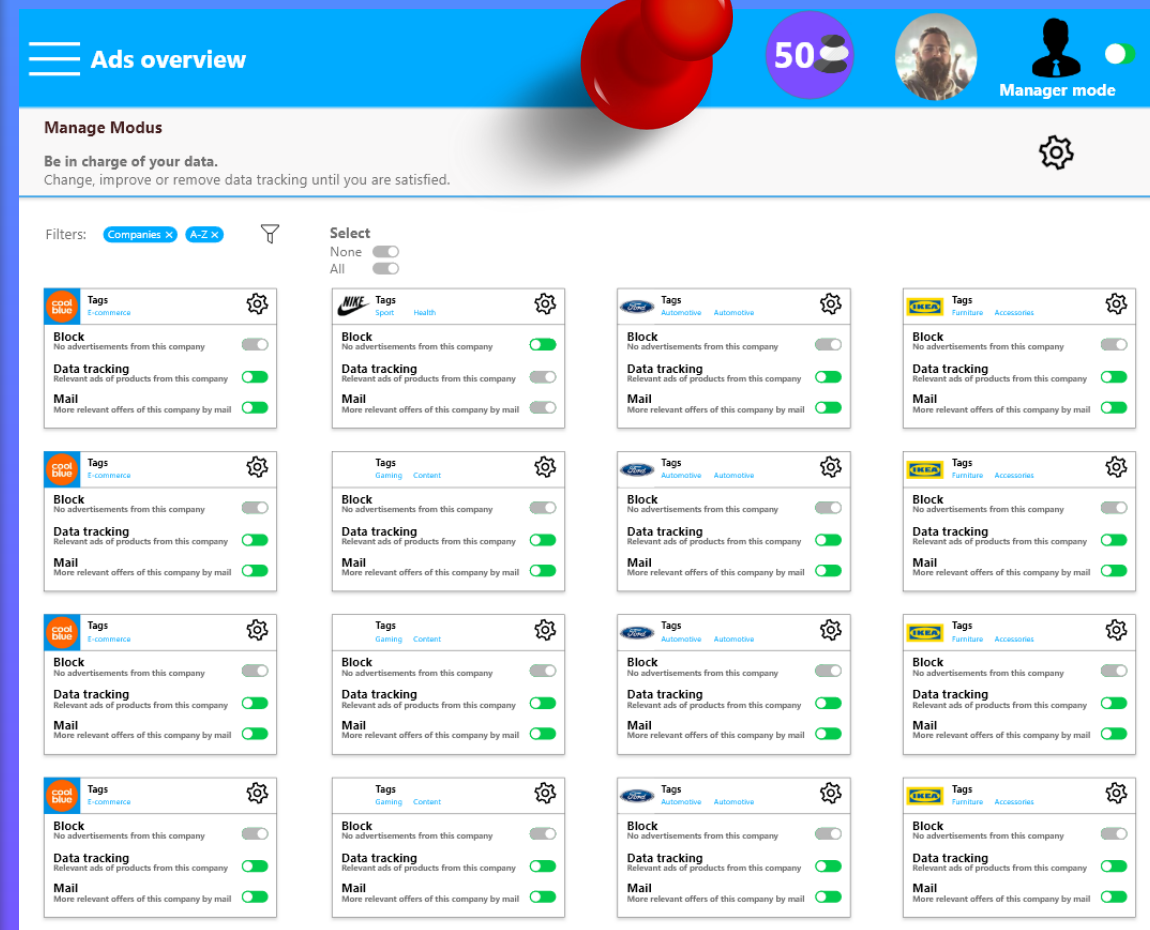 Ads overview
50
Manager mode
Manage Modus
Be in charge of your data.
Change, improve or remove data tracking until you are satisfied.
Filters: Companies × A-Z ×
Select
None
All
cool blue
Tags
E-commerce
Block
No advertisements from this company
Data tracking
Relevant ads of products from this company
Mail
More relevant offers of this company by mail
NIKE
Tags
Sport Health
Block
No advertisements from this company
Data tracking
Relevant ads of products from this company
Mail
More relevant offers of this company by mail
Ford
Tags
Automotive Automotive
Block
No advertisements from this company
Data tracking
Relevant ads of products from this company
Mail
More relevant offers of this company by mail
IKEA
Tags
Furniture Accessories
Block
No advertisements from this company
Data tracking
Relevant ads of products from this company
Mail
More relevant offers of this company by mail
cool blue
Tags
E-commerce
Block
No advertisements from this company
Data tracking
Relevant ads of products from this company
Mail
More relevant offers of this company by mail
Tags
Gaming Content
Block
No advertisements from this company
Data tracking
Relevant ads of products from this company
Mail
More relevant offers of this company by mail
Ford
Tags
Automotive Automotive
Block
No advertisements from this company
Data tracking
Relevant ads of products from this company
Mail
More relevant offers of this company by mail
IKEA
Tags
Furniture Accessories
Block
No advertisements from this company
Data tracking
Relevant ads of products from this company
Mail
More relevant offers of this company by mail
cool blue
Tags
E-commerce
Block
No advertisements from this company
Data tracking
Relevant ads of products from this company
Mail
More relevant offers of this company by mail
Tags
Gaming Content
Block
No advertisements from this company
Data tracking
Relevant ads of products from this company
Mail
More relevant offers of this company by mail
Ford
Tags
Automotive Automotive
Block
No advertisements from this company
Data tracking
Relevant ads of products from this company
Mail
More relevant offers of this company by mail
IKEA
Tags
Furniture Accessories
Block
No advertisements from this company
Data tracking
Relevant ads of products from this company
Mail
More relevant offers of this company by mail
cool blue
Tags
E-commerce
Block
No advertisements from this company
Data tracking
Relevant ads of products from this company
Mail
More relevant offers of this company by mail
Tags
Gaming Content
Block
No advertisements from this company
Data tracking
Relevant ads of products from this company
Mail
More relevant offers of this company by mail
Ford
Tags
Automotive Automotive
Block
No advertisements from this company
Data tracking
Relevant ads of products from this company
Mail
More relevant offers of this company by mail
IKEA
Tags
Furniture Accessories
Block
No advertisements from this company
Data tracking
Relevant ads of products from this company
Mail
More relevant offers of this company by mail